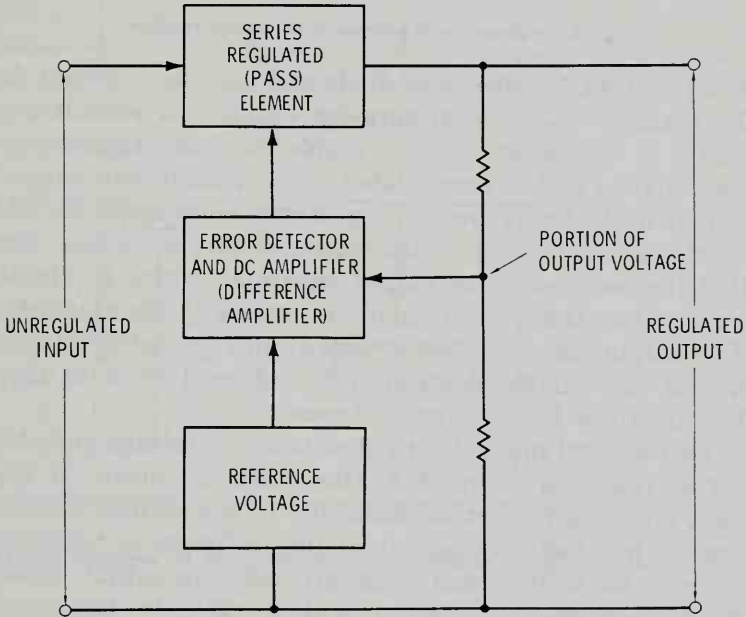 SERIES
REGULATED
(PASS)
ELEMENT
ERROR DETECTOR
AND DC AMPLIFIER
(DIFFERENCE
AMPLIFIER)
PORTION OF
OUTPUT VOLTAGE
UNREGULATED
INPUT
REGULATED
OUTPUT
REFERENCE
VOLTAGE